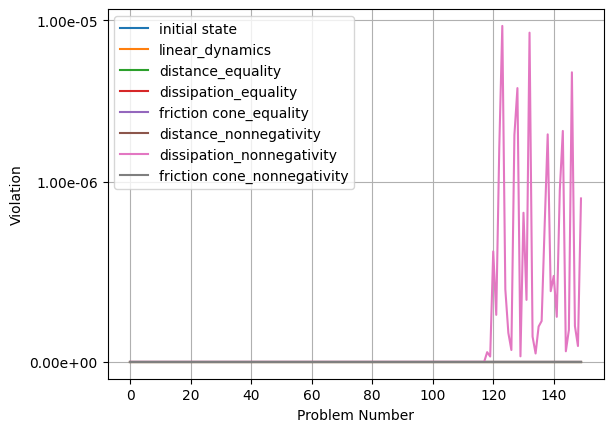 1.00e-05
1.00e-06
0.00e+00
Violation
initial state
linear_dynamics
distance_equality
dissipation_equality
friction cone_equality
distance_nonnegativity
dissipation_nonnegativity
friction cone_nonnegativity
0 20 40 60 80 100 120 140
Problem Number